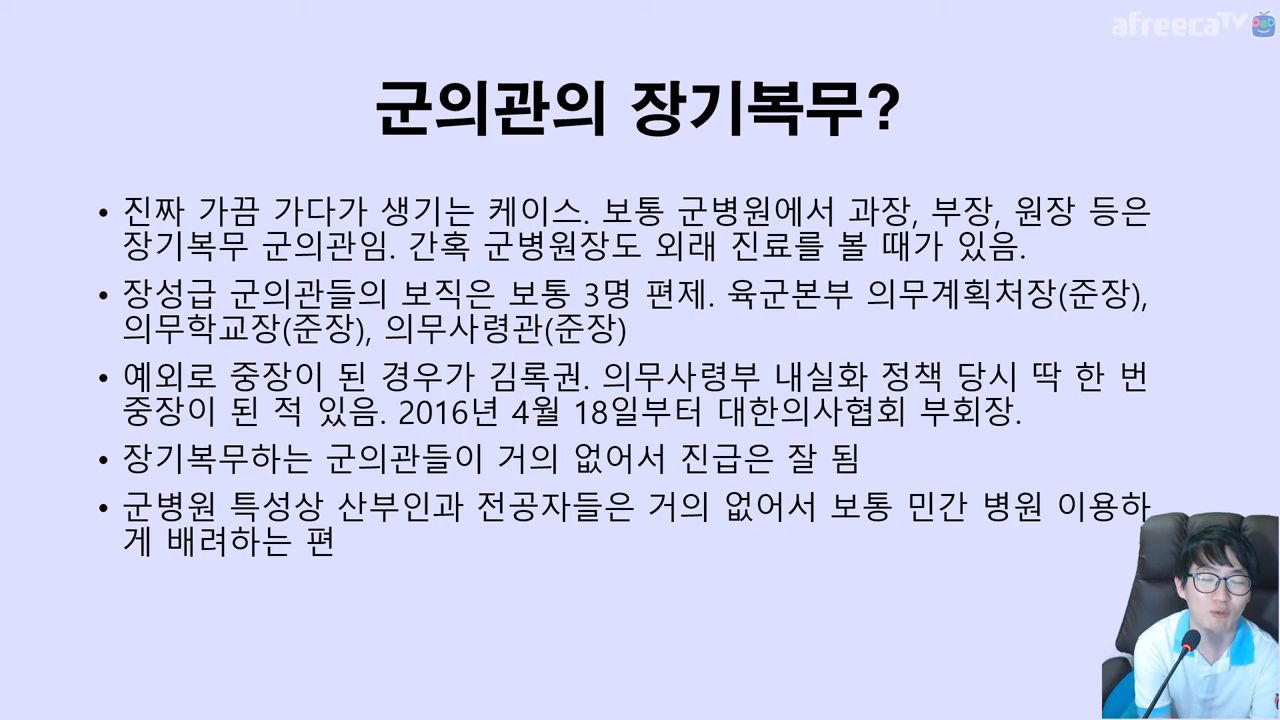 afreecaTV
군의관의 장기복무?
• 진짜 가끔 가다가 생기는 케이스. 보통 군병원에서 과장, 부장, 원장 등은
장기복무 군의관임. 간혹 군병원장도 외래 진료를 볼 때가 있음.
• 장성급 군의관들의 보직은 보통 3명 편제. 육군본부 의무계획처장(준장),
의무학교장(준장), 의무사령관(준장)
• 예외로 중장이 된 경우가 김록권. 의무사령부 내실화 정책 당시 딱 한 번
중장이 된 적 있음. 2016년 4월 18일부터 대한의사협회 부회장.
• 장기복무하는 군의관들이 거의 없어서 진급은 잘 됨
• 군병원 특성상 산부인과 전공자들은 거의 없어서 보통 민간 병원 이용하
게 배려하는 편